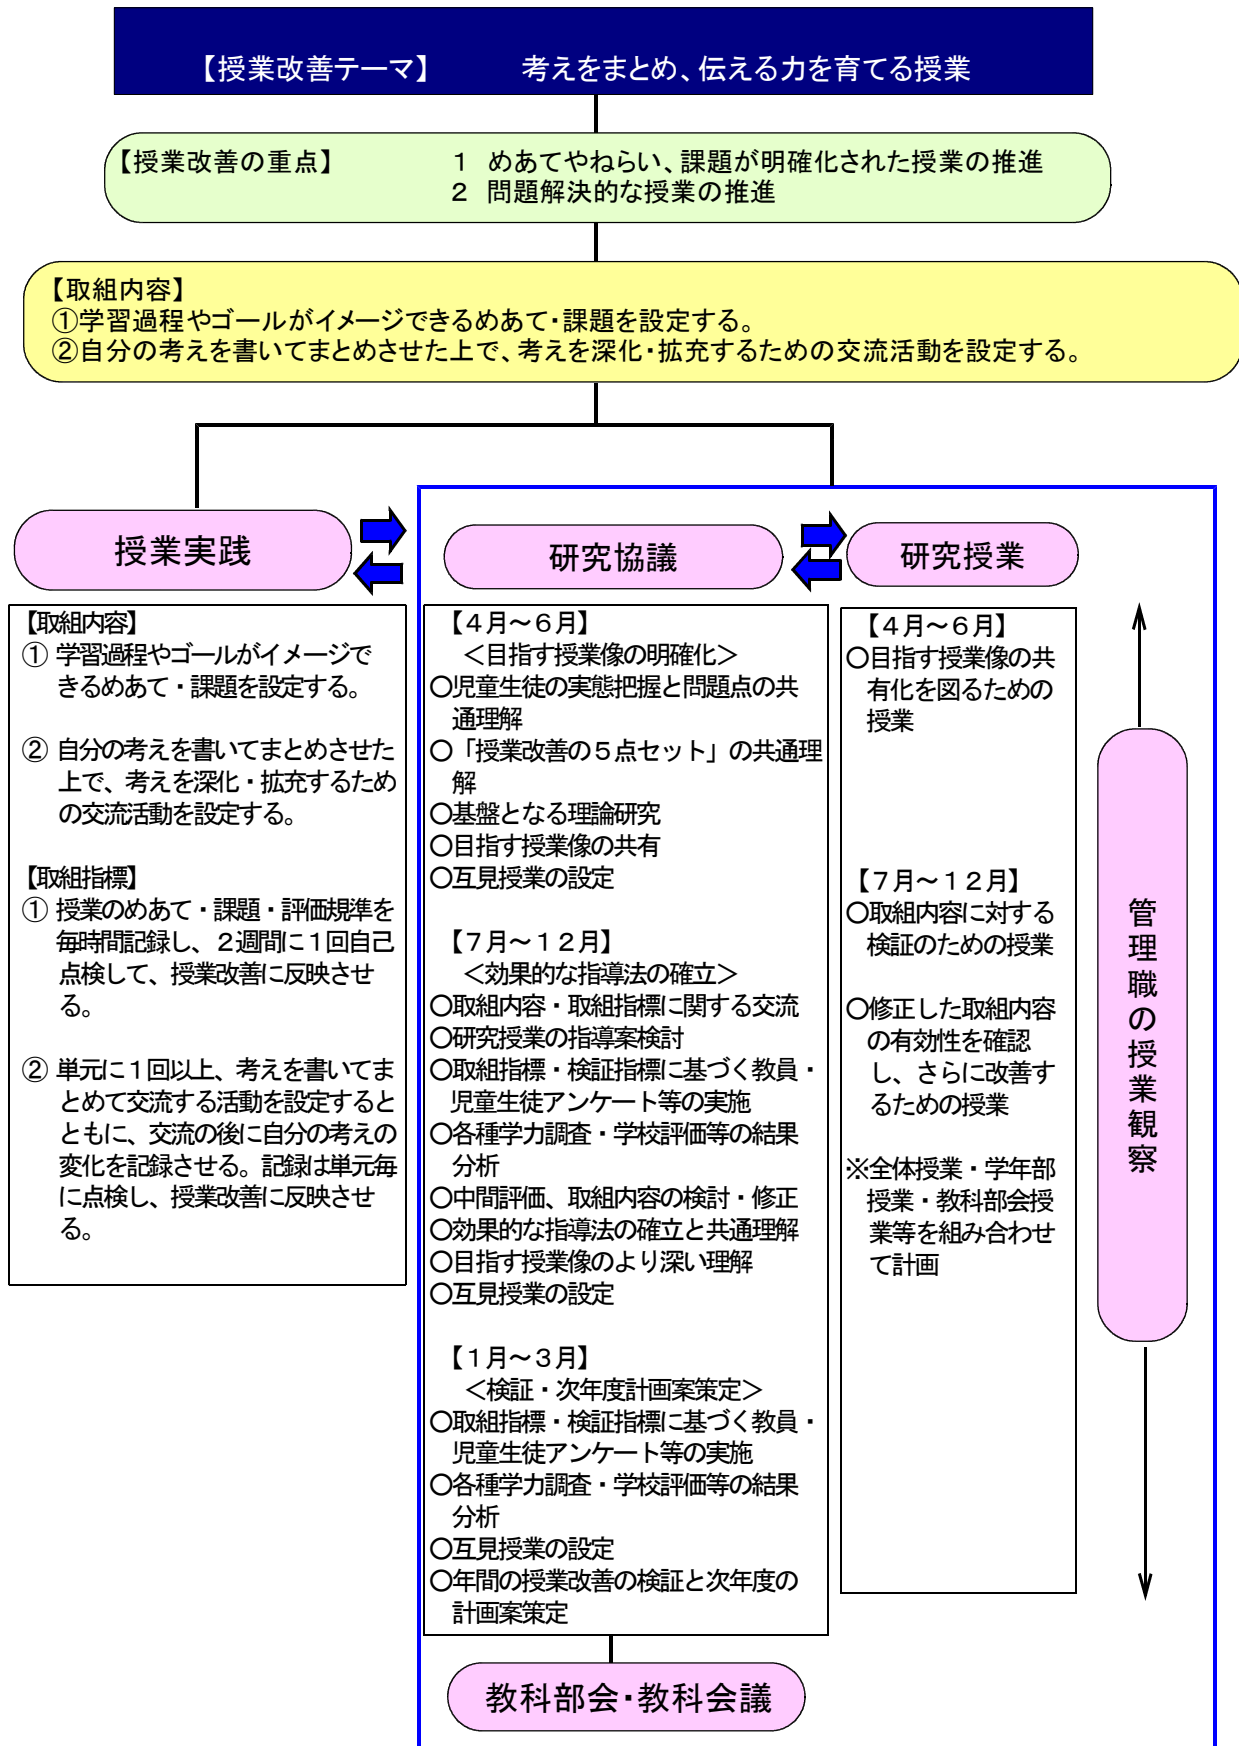 【授業改善テーマ】　考えをまとめ、伝える力を育てる授業
【授業改善の重点】　１　めあてやねらい、課題が明確化された授業の推進
２　問題解決的な授業の推進
【取組内容】
①学習過程やゴールがイメージできるめあて・課題を設定する。
②自分の考えを書いてまとめさせた上で、考えを深化・拡充するための交流活動を設定する。
授業実践
【取組内容】
① 学習過程やゴールがイメージで
きるめあて・課題を設定する。
② 自分の考えを書いてまとめさせた
上で、考えを深化・拡充するため
の交流活動を設定する。
【取組指標】
① 授業のめあて・課題・評価規準を
毎時間記録し、２週間に１回自己
点検して、授業改善に反映させ
る。
② 単元に１回以上、考えを書いてま
とめて交流する活動を設定すると
ともに、交流の後に自分の考えの
変化を記録させる。記録は単元毎
に点検し、授業改善に反映させ
る。
研究協議
【４月～６月】
＜目指す授業像の明確化＞
○児童生徒の実態把握と問題点の共
通理解
○「授業改善の５点セット」の共通理
解
○基盤となる理論研究
○目指す授業像の共有
○互見授業の設定
【７月～１２月】
＜効果的な指導法の確立＞
○取組内容・取組指標に関する交流
○研究授業の指導案検討
○取組指標・検証指標に基づく教員・
児童生徒アンケート等の実施
○各種学力調査・学校評価等の結果
分析
○中間評価、取組内容の検討・修正
○効果的な指導法の確立と共通理解
○目指す授業像のより深い理解
○互見授業の設定
【１月～３月】
＜検証・次年度計画案策定＞
○取組指標・検証指標に基づく教員・
児童生徒アンケート等の実施
○各種学力調査・学校評価等の結果
分析
○互見授業の設定
○年間の授業改善の検証と次年度の
計画案策定
教科部会・教科会議
研究授業
【４月～６月】
○目指す授業像の共
有化を図るための
授業
【７月～１２月】
○取組内容に対する
検証のための授業
○修正した取組内容
の有効性を確認
し、さらに改善す
るための授業
※全体授業・学年部
授業・教科部会授
業等を組み合わせ
て計画
管理職の授業観察